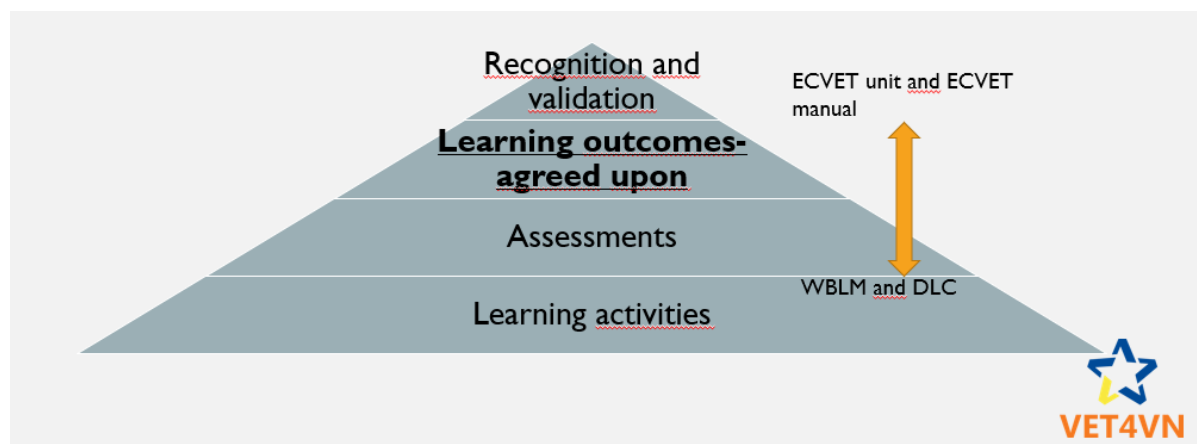 Recognition and
validation
Learning outcomes-
agreed upon
Assessments
Learning activities
ECVET unit and ECVET
manual
WBLM and DLC
VET4VN